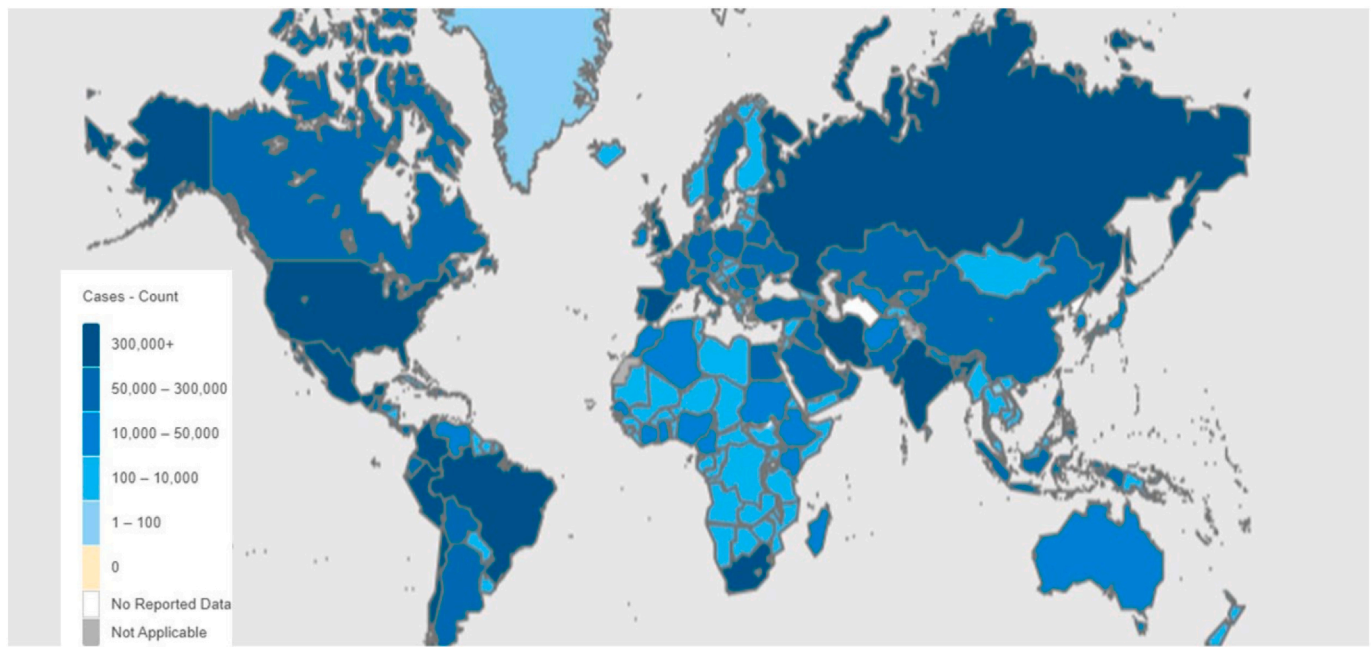 Cases - Count
300,000+
50,000 – 300,000
10,000 – 50,000
100 – 10,000
1 – 100
0
No Reported Data
Not Applicable